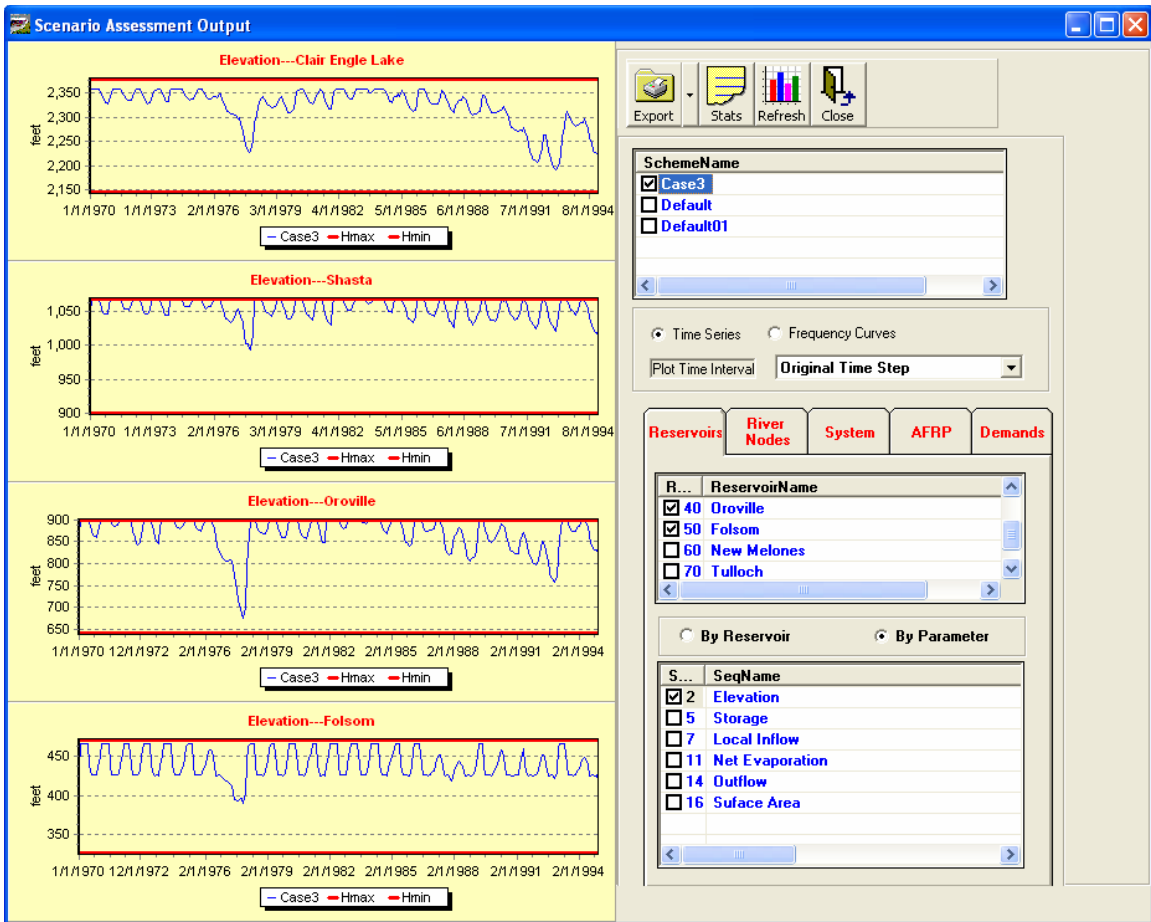 Scenario Assessment Output
Elevation---Clair Engle Lake
2,350
2,300
2,250
2,200
2,150
feet
1/1/1970 1/1/1973 2/1/1976 3/1/1979 4/1/1982 5/1/1985 6/1/1988 7/1/1991 8/1/1994
Case3 Hmax Hmin
Elevation---Shasta
1,050
1,000
950
900
feet
1/1/1970 1/1/1973 2/1/1976 3/1/1979 4/1/1982 5/1/1985 6/1/1988 7/1/1991 8/1/1994
Case3 Hmax Hmin
Elevation---Oroville
900
850
800
750
700
650
feet
1/1/1970 12/1/1972 2/1/1976 2/1/1979 2/1/1982 2/1/1985 2/1/1988 2/1/1991 2/1/1994
Case3 Hmax Hmin
Elevation---Folsom
450
400
350
feet
1/1/1970 12/1/1972 2/1/1976 2/1/1979 2/1/1982 2/1/1985 2/1/1988 2/1/1991 2/1/1994
Case3 Hmax Hmin
Export Stats Refresh Close
SchemeName
Case3
Default
Default01
Time Series Frequency Curves
Plot Time Interval Original Time Step
Reservoirs River Nodes System AFRP Demands
R... ReservoirName
40 Oroville
50 Folsom
60 New Melones
70 Tulloch
By Reservoir By Parameter
S... SeqName
2 Elevation
5 Storage
7 Local Inflow
11 Net Evaporation
14 Outflow
16 Suface Area